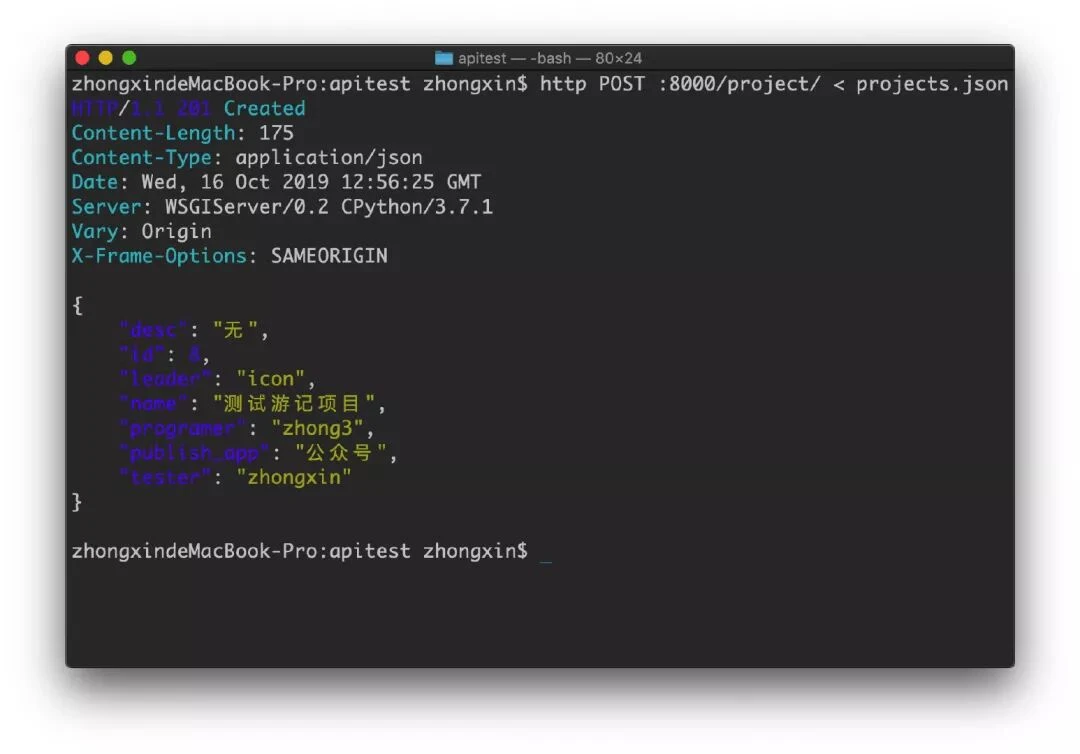 apitest — -bash — 80×24
zhongxindeMacBook-Pro:apitest zhongxin$ http POST :8000/project/ < projects.json
HTTP/1.1 201 Created
Content-Length: 175
Content-Type: application/json
Date: Wed, 16 Oct 2019 12:56:25 GMT
Server: WSGIServer/0.2 CPython/3.7.1
Vary: Origin
X-Frame-Options: SAMEORIGIN
{
"desc": "无",
"id": ,
"leader": "icon",
"name": "测试游记项目",
"programer": "zhong3",
"publish_app": "公众号",
"tester": "zhongxin"
}
zhongxindeMacBook-Pro:apitest zhongxin$ _